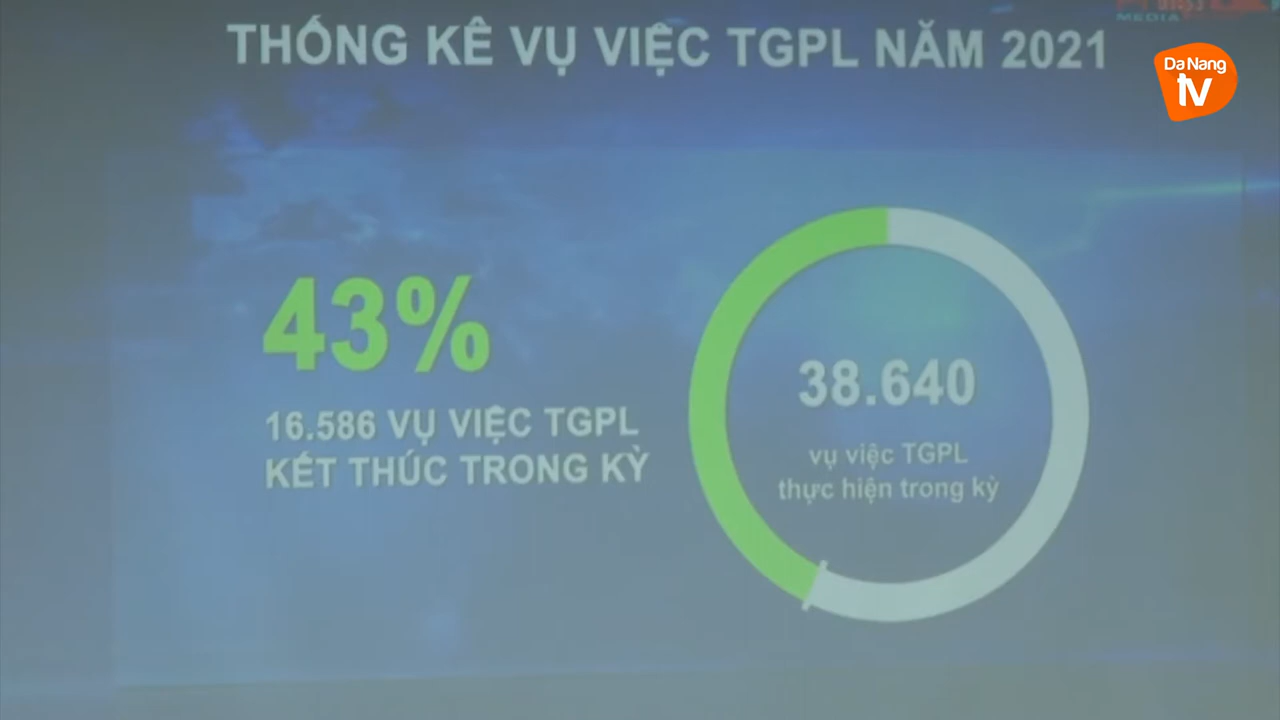 THỐNG KÊ VỤ VIỆC TGPL NĂM 2021
MEDIA
Da Nang
tv
43%
16.586 VỤ VIỆC TGPL
KẾT THÚC TRONG KỲ
38.640
vụ việc TGPL
thực hiện trong kỳ